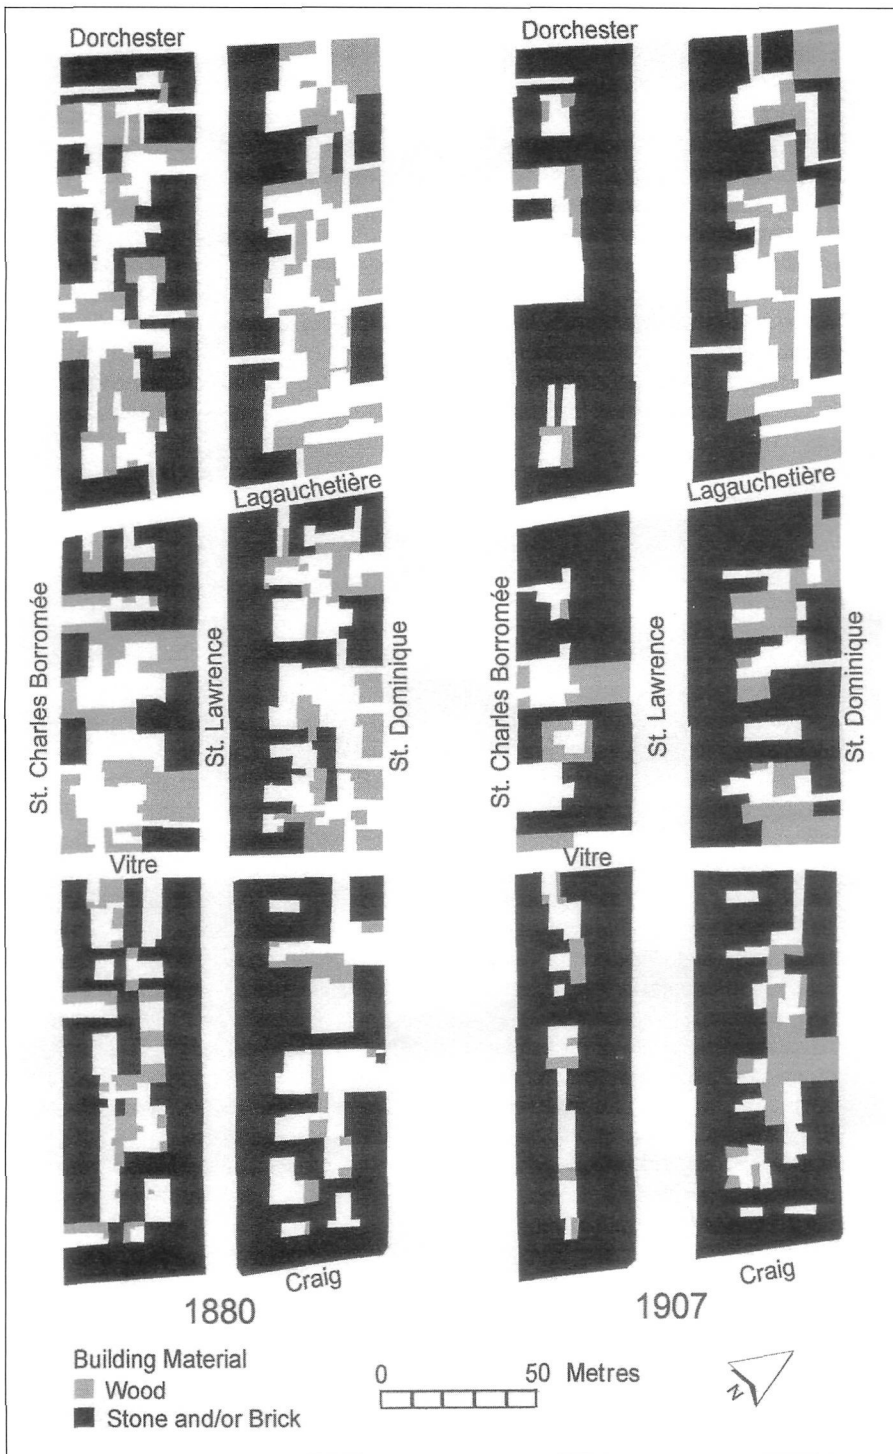 Dorchester
Dorchester
Lagauchetière
Lagauchetière
St. Charles Borromée
St. Lawrence
St. Dominique
St. Charles Borromée
St. Lawrence
St. Dominique
Vitre
Vitre
Craig
Craig
1880
1907
Building Material
Wood
Stone and/or Brick
0 50 Metres
N